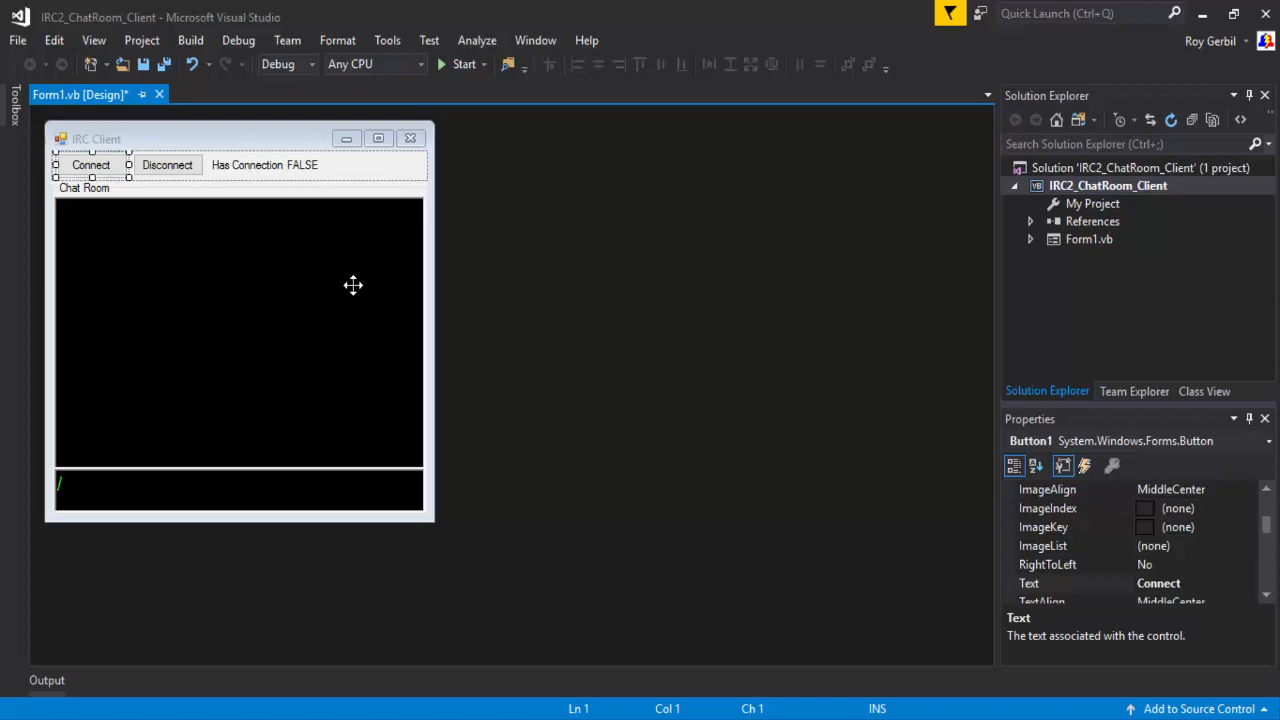 IRC2_ChatRoom_Client - Microsoft Visual Studio
Quick Launch (Ctrl+Q)
File Edit View Project Build Debug Team Format Tools Test Analyze Window Help
Roy Gerbil
Debug Any CPU Start
Toolbox
Form1.vb [Design]*
IRC Client
Connect Disconnect Has Connection FALSE
Chat Room
/
Solution Explorer
Search Solution Explorer (Ctrl+;)
Solution 'IRC2_ChatRoom_Client' (1 project)
VB IRC2_ChatRoom_Client
My Project
References
Form1.vb
Solution Explorer Team Explorer Class View
Properties
Button1 System.Windows.Forms.Button
ImageAlign MiddleCenter
ImageIndex (none)
ImageKey (none)
ImageList (none)
RightToLeft No
Text Connect
TextAlign MiddleCenter
Text
The text associated with the control.
Output
Ln 1 Col 1 Ch 1 INS Add to Source Control